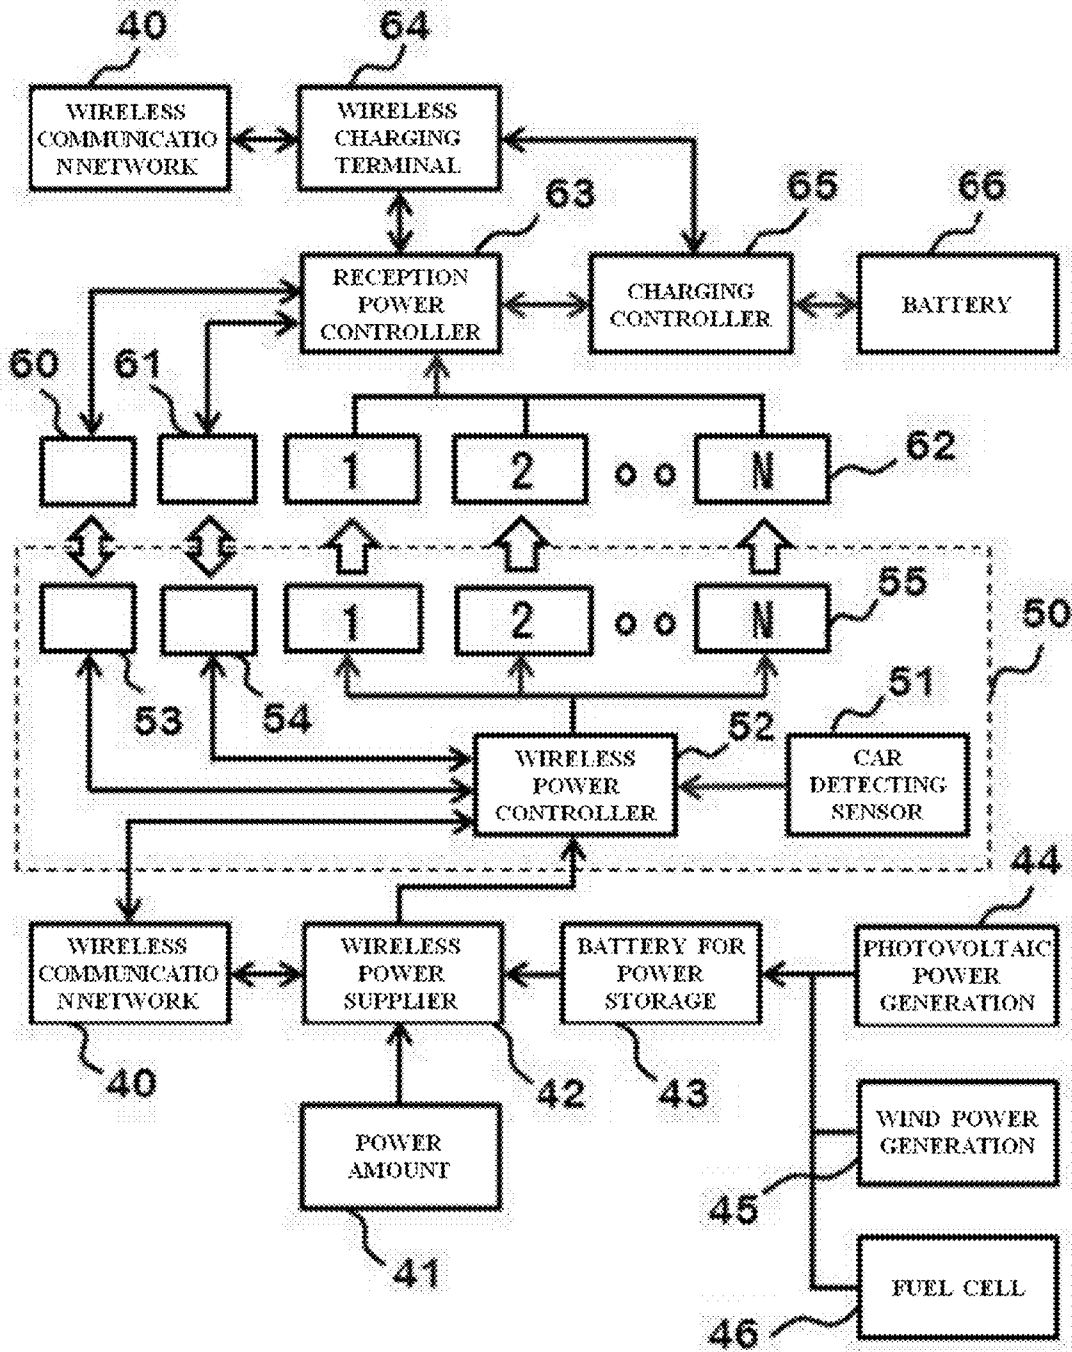 40
64
WIRELESS
COMMUNICATIO
NNETWORK
WIRELESS
CHARGING
TERMINAL
63
65
66
RECEPTION
POWER
CONTROLLER
CHARGING
CONTROLLER
BATTERY
60
61
1
2
N
62
1
2
N
55
50
53
54
52
51
WIRELESS
POWER
CONTROLLER
CAR
DETECTING
SENSOR
44
WIRELESS
COMMUNICATIO
NNETWORK
WIRELESS
POWER
SUPPLIER
BATTERY FOR
POWER
STORAGE
PHOTOVOLTAIC
POWER
GENERATION
40
42
43
POWER
AMOUNT
WIND POWER
GENERATION
45
41
FUEL CELL
46